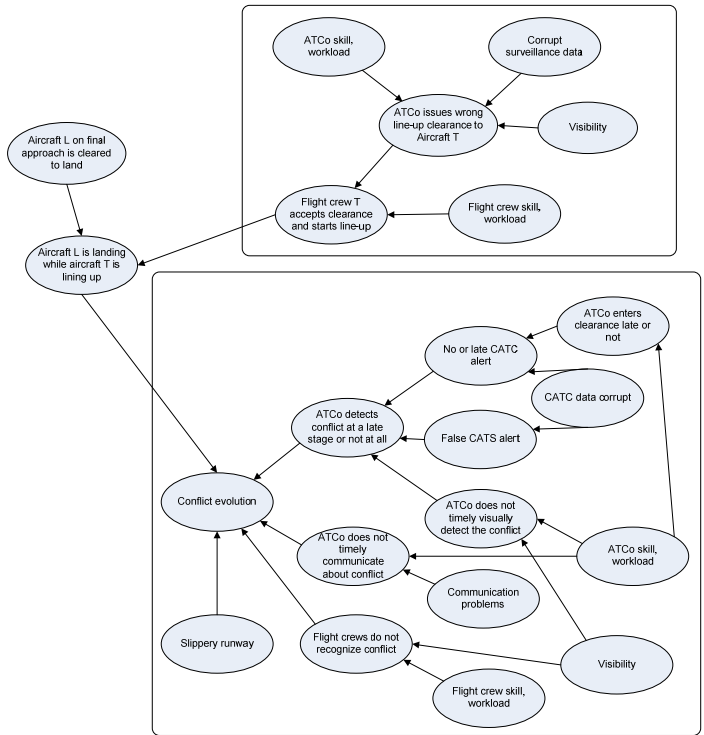 ATCo skill,
workload
Corrupt
surveillance data
ATCo issues wrong
line-up clearance to
Aircraft T
Visibility
Aircraft L on final
approach is cleared
to land
Flight crew T
accepts clearance
and starts line-up
Flight crew skill,
workload
Aircraft L is landing
while aircraft T is
lining up
ATCo enters
clearance late or
not
No or late CATC
alert
CATC data corrupt
ATCo detects
conflict at a late
stage or not at all
False CATS alert
Conflict evolution
ATCo does not
timely visually
detect the conflict
ATCo does not
timely
communicate
about conflict
ATCo skill,
workload
Communication
problems
Slippery runway
Flight crews do not
recognize conflict
Visibility
Flight crew skill,
workload